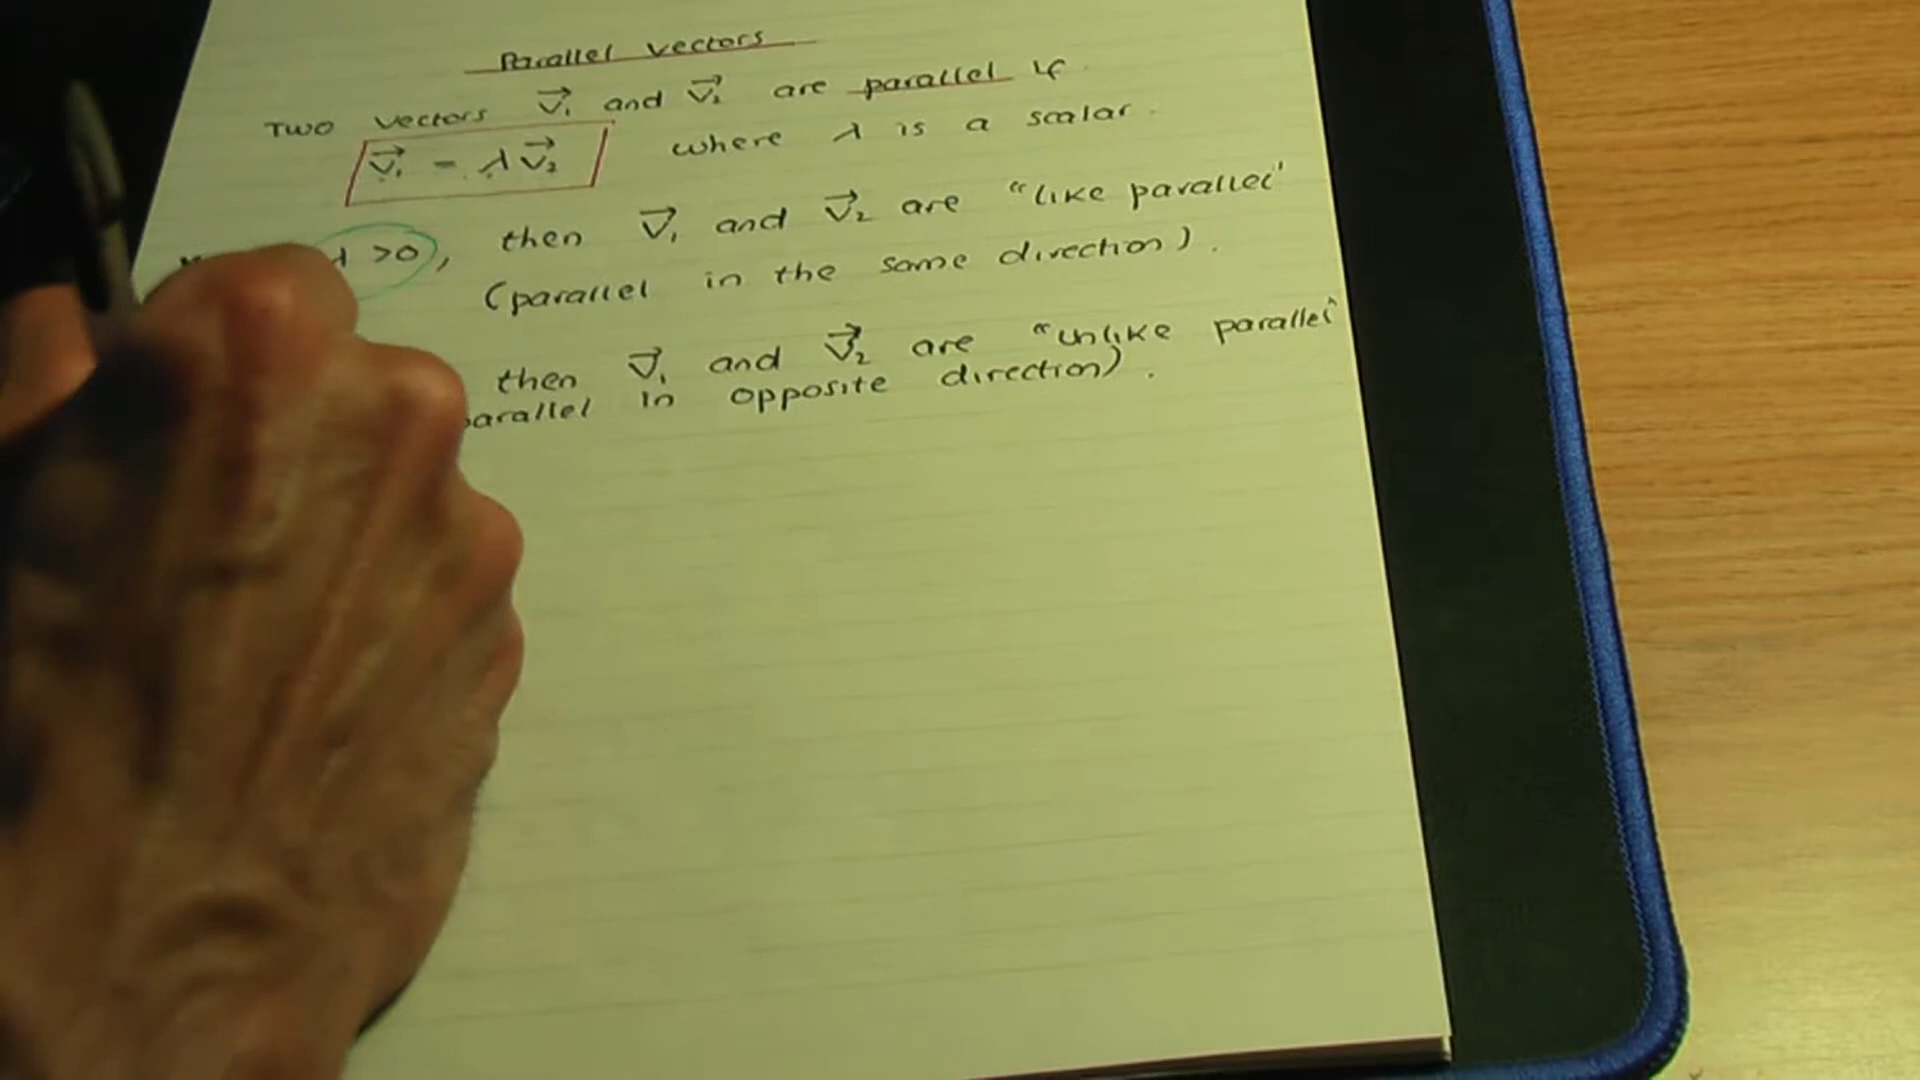 Parallel vectors
Two vectors v⃗₁ and v⃗₂ are parallel if
v⃗₁ = λv⃗₂ where λ is a scalar.
λ >0, then v⃗₁ and v⃗₂ are "like parallel"
(parallel in the same direction).
then v⃗₁ and v⃗₂ are "unlike parallel"
parallel in opposite direction).